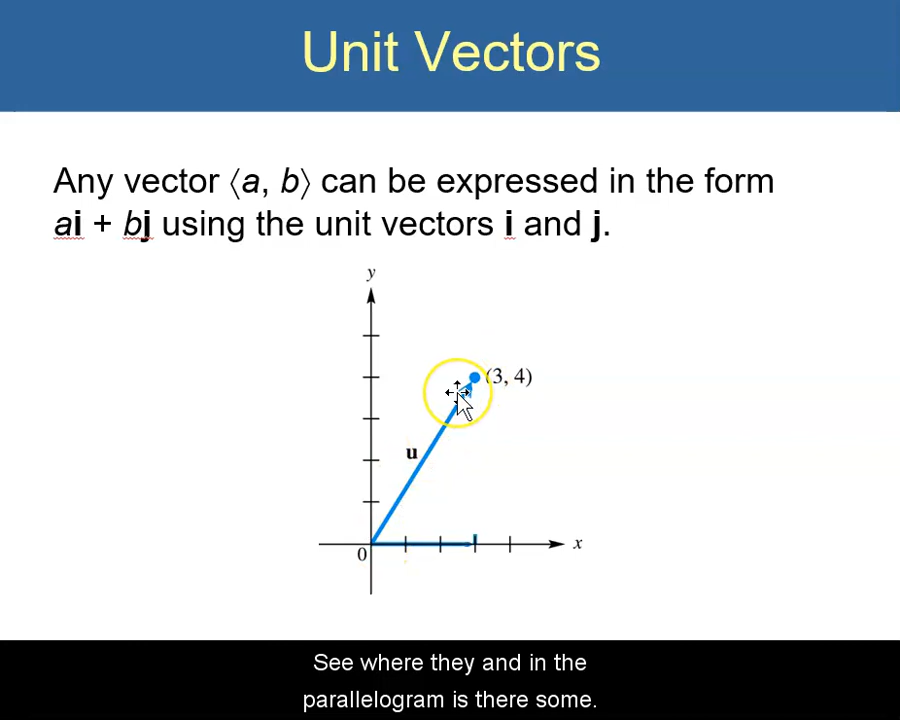 Unit Vectors
Any vector ⟨a, b⟩ can be expressed in the form
ai + bj using the unit vectors i and j.
y
(3, 4)
u
0
x
See where they and in the
parallelogram is there some.